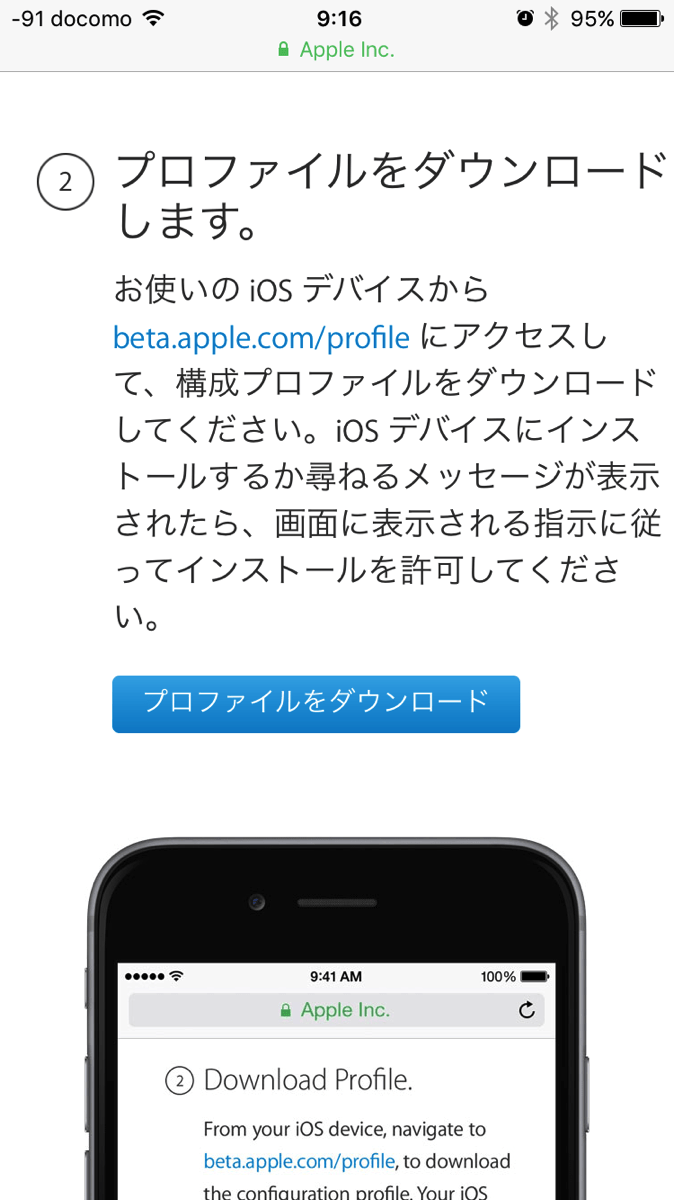 -91 docomo 9:16 95%
Apple Inc.
2 プロファイルをダウンロード
します。
お使いの iOS デバイスから
beta.apple.com/profile にアクセスし
て、構成プロファイルをダウンロード
してください。iOS デバイスにインス
トールするか尋ねるメッセージが表示
されたら、画面に表示される指示に従
ってインストールを許可してくださ
い。
プロファイルをダウンロード
9:41 AM 100%
Apple Inc.
2 Download Profile.
From your iOS device, navigate to
beta.apple.com/profile, to download
the configuration profile. Your iOS